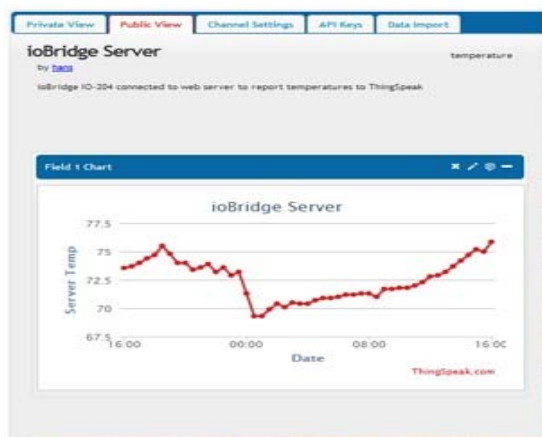 Private View Public View Channel Settings API Keys Data Import
ioBridge Server
temperature
by hans
ioBridge IO-204 connected to web server to report temperatures to ThingSpeak
Field 1 Chart
ioBridge Server
Server Temp
77.5
75
72.5
70
67.5
16:00 00:00 08:00 16:00
Date
ThingSpeak.com